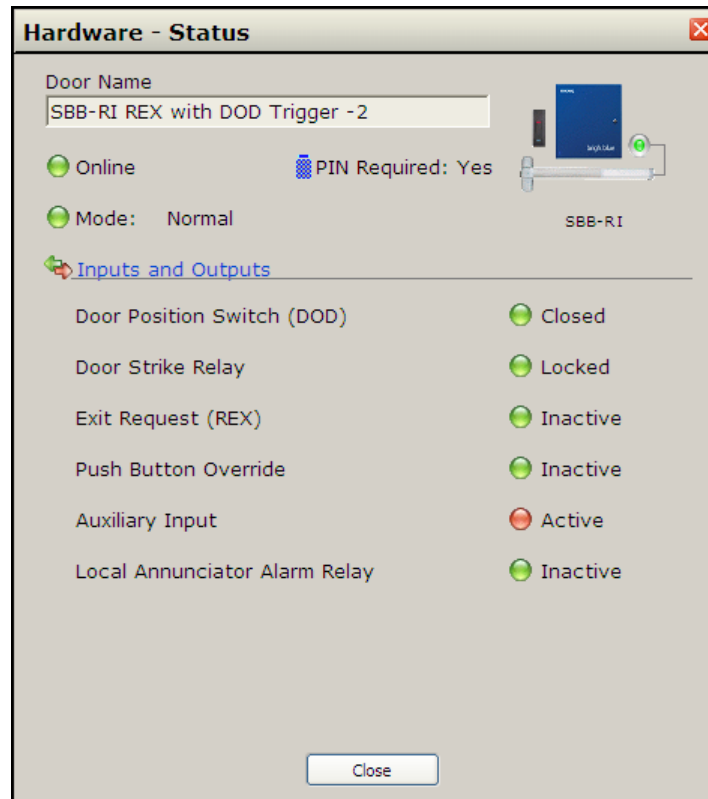 Hardware - Status
Door Name
SBB-RI REX with DOD Trigger -2
Online
PIN Required: Yes
bright blue
Mode: Normal
SBB-RI
Inputs and Outputs
Door Position Switch (DOD) Closed
Door Strike Relay Locked
Exit Request (REX) Inactive
Push Button Override Inactive
Auxiliary Input Active
Local Annunciator Alarm Relay Inactive
Close